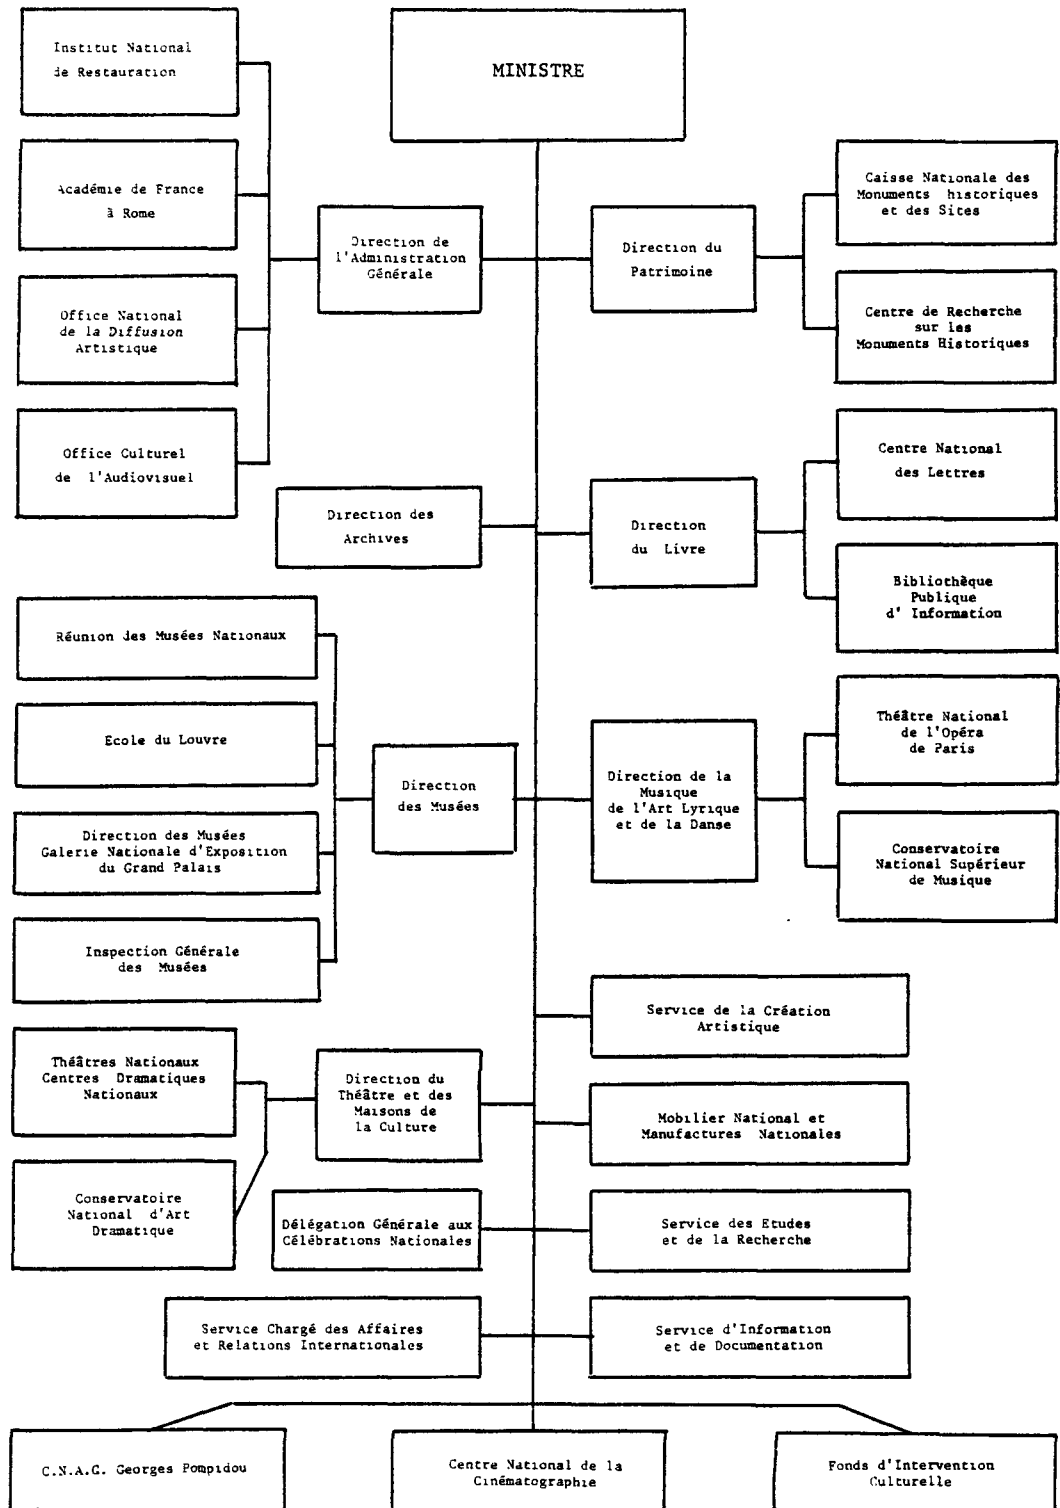 MINISTRE
Institut National
de Restauration
Académie de France
à Rome
Office National
de la Diffusion
Artistique
Office Culturel
de l'Audiovisuel
Direction de
l'Administration
Générale
Direction du
Patrimoine
Caisse Nationale des
Monuments historiques
et des Sites
Centre de Recherche
sur les
Monuments Historiques
Direction des
Archives
Direction
du Livre
Centre National
des Lettres
Bibliothèque
Publique
d' Information
Réunion des Musées Nationaux
Ecole du Louvre
Direction des Musées
Galerie Nationale d'Exposition
du Grand Palais
Inspection Générale
des Musées
Direction
des Musées
Direction de la
Musique
de l'Art Lyrique
et de la Danse
Théâtre National
de l'Opéra
de Paris
Conservatoire
National Supérieur
de Musique
Service de la Création
Artistique
Théâtres Nationaux
Centres Dramatiques
Nationaux
Conservatoire
National d'Art
Dramatique
Direction du
Théâtre et des
Maisons de
la Culture
Mobilier National et
Manufactures Nationales
Délégation Générale aux
Célébrations Nationales
Service des Etudes
et de la Recherche
Service Chargé des Affaires
et Relations Internationales
Service d'Information
et de Documentation
C.N.A.G. Georges Pompidou
Centre National de la
Cinématographie
Fonds d'Intervention
Culturelle